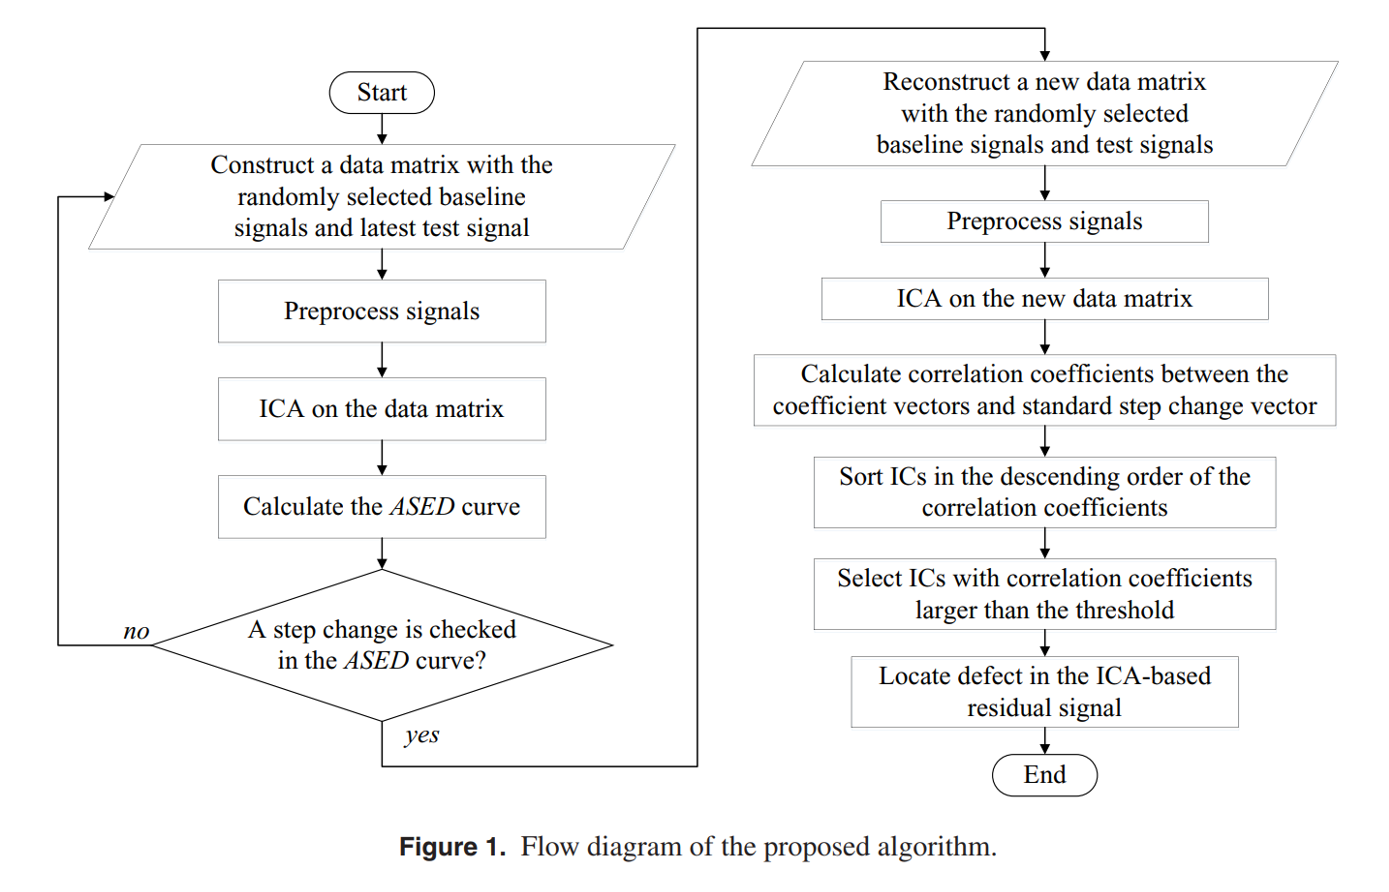 Start
Construct a data matrix with the
randomly selected baseline
signals and latest test signal
Preprocess signals
ICA on the data matrix
Calculate the ASED curve
A step change is checked
in the ASED curve?
no
yes
Reconstruct a new data matrix
with the randomly selected
baseline signals and test signals
Preprocess signals
ICA on the new data matrix
Calculate correlation coefficients between the
coefficient vectors and standard step change vector
Sort ICs in the descending order of the
correlation coefficients
Select ICs with correlation coefficients
larger than the threshold
Locate defect in the ICA-based
residual signal
End
Figure 1. Flow diagram of the proposed algorithm.